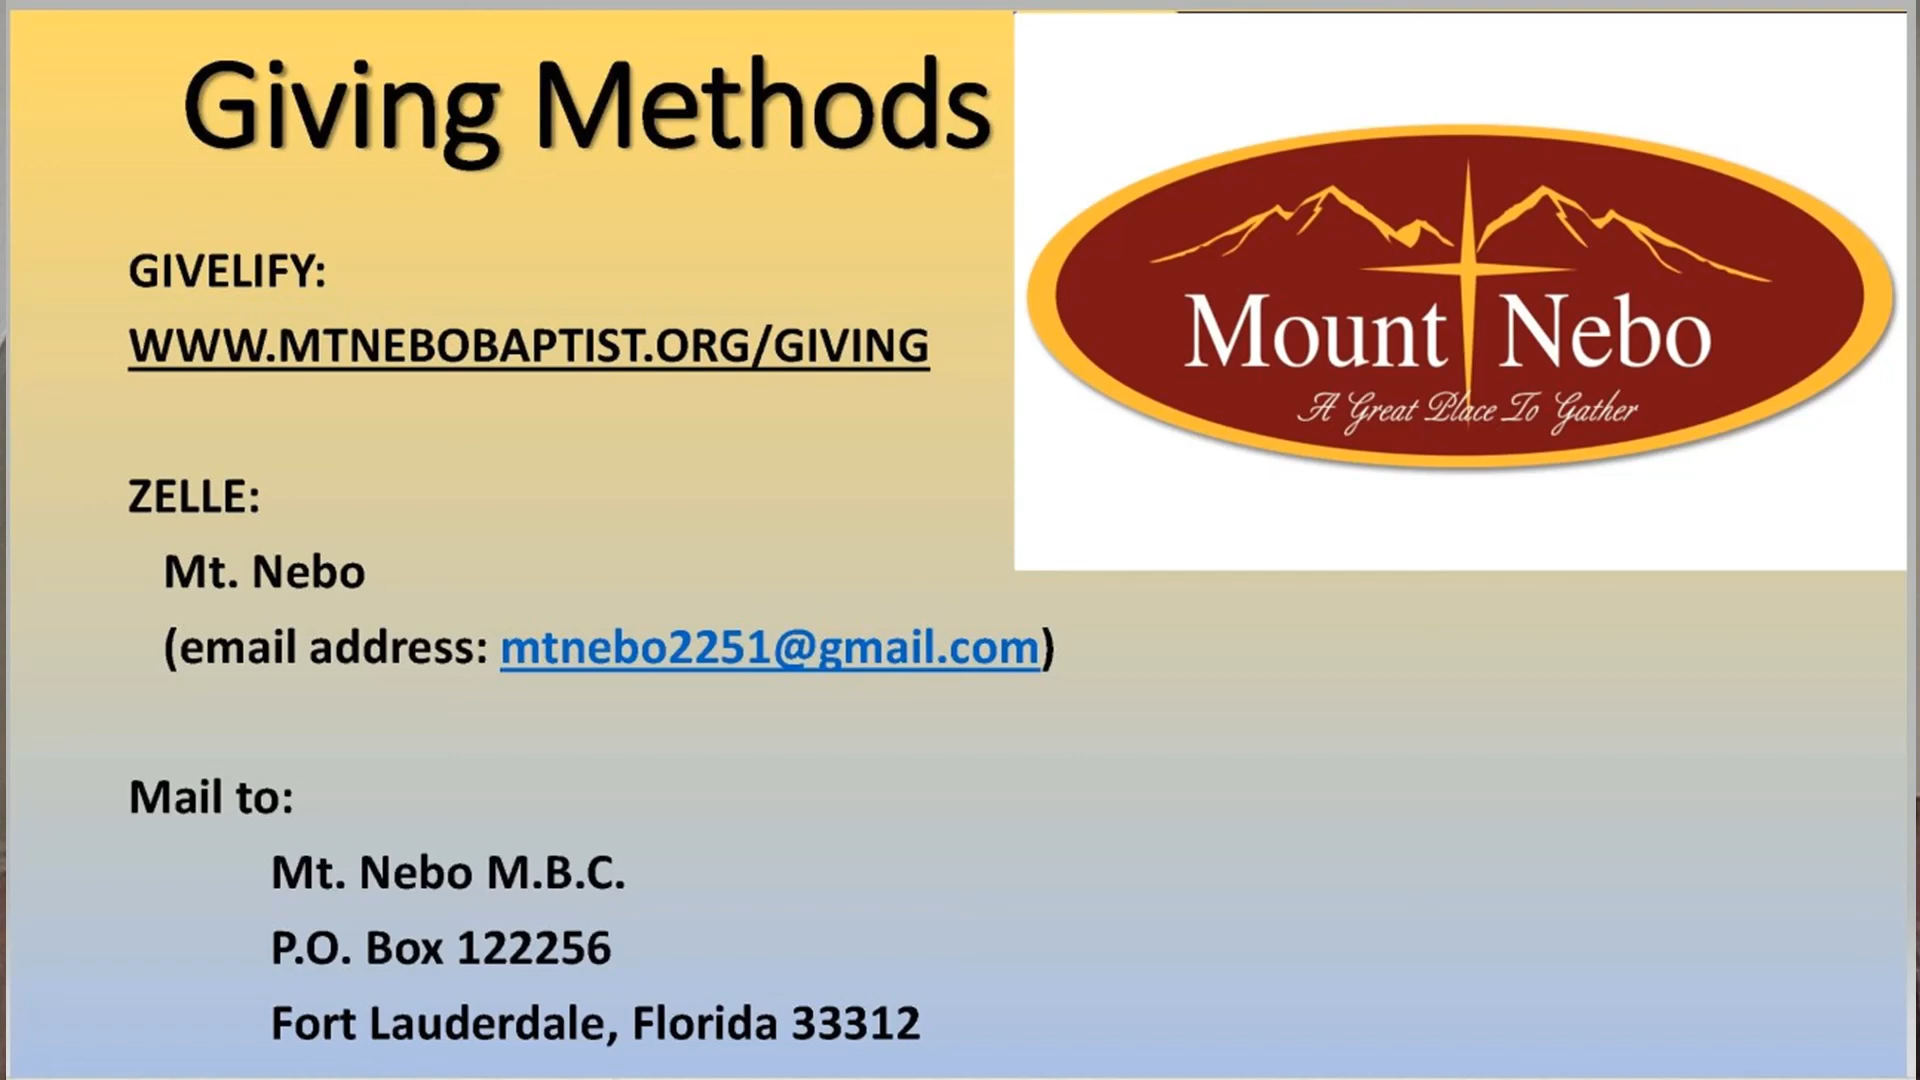 Giving Methods
GIVELIFY:
WWW.MTNEBOBAPTIST.ORG/GIVING
ZELLE:
Mt. Nebo
(email address: mtnebo2251@gmail.com)
Mail to:
Mt. Nebo M.B.C.
P.O. Box 122256
Fort Lauderdale, Florida 33312
Mount Nebo
A Great Place To Gather